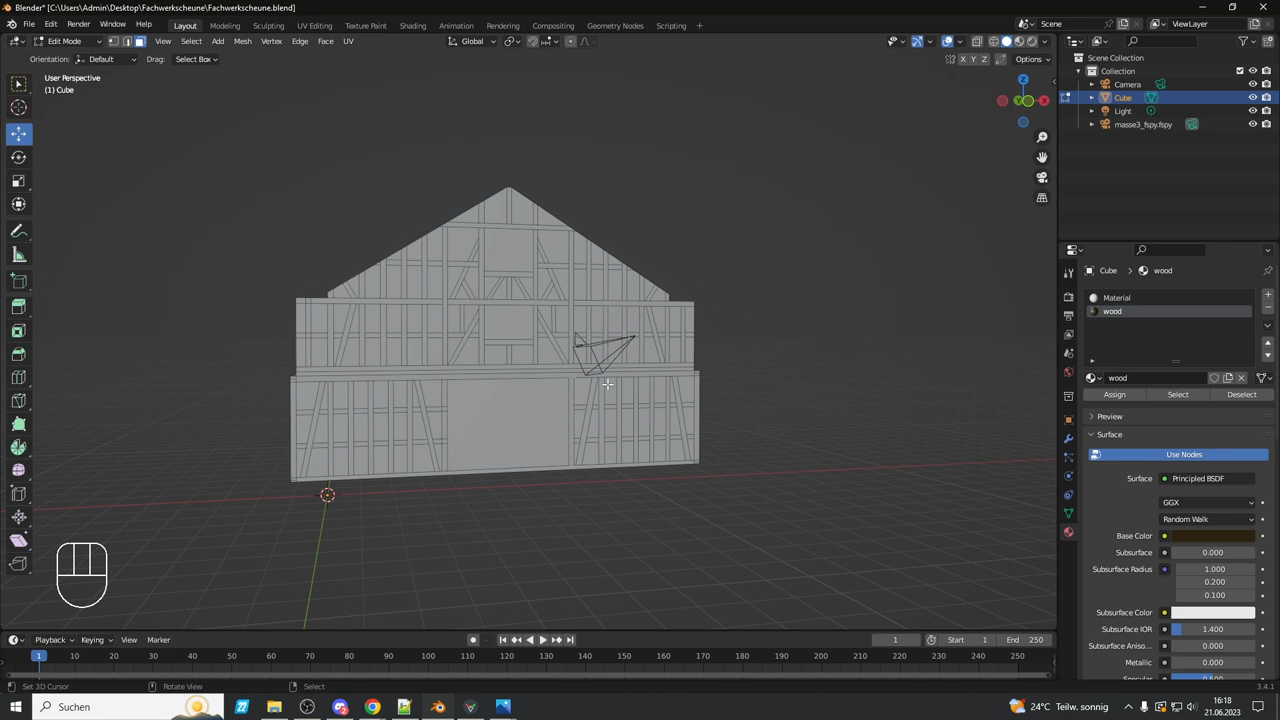 Blender* [C:\Users\Admin\Desktop\Fachwerkscheune\Fachwerkscheune.blend]
File Edit Render Window Help Layout Modeling Sculpting UV Editing Texture Paint Shading Animation Rendering Compositing Geometry Nodes Scripting Scene ViewLayer
Edit Mode View Select Add Mesh Vertex Edge Face UV Global
Orientation: Default Drag: Select Box X Y Z Options
User Perspective
(1) Cube
Z
Y X
Scene Collection
Collection
Camera
Cube
Light
masse3_fspy.fspy
Cube wood
Material
wood
wood
Assign Select Deselect
Preview
Surface
Use Nodes
Surface Principled BSDF
GGX
Random Walk
Base Color
Subsurface 0.000
Subsurface Radius 1.000
0.200
0.100
Subsurface Color
Subsurface IOR 1.400
Subsurface Aniso... 0.000
Metallic 0.000
Specular 0.500
Playback Keying View Marker 1 Start 1 End 250
1 10 20 30 40 50 60 70 80 90 100 110 120 130 140 150 160 170 180 190 200 210 220 230 240 250
Set 3D Cursor Rotate View Select 3.4.1
Suchen 24°C Teilw. sonnig 16:18
21.06.2023